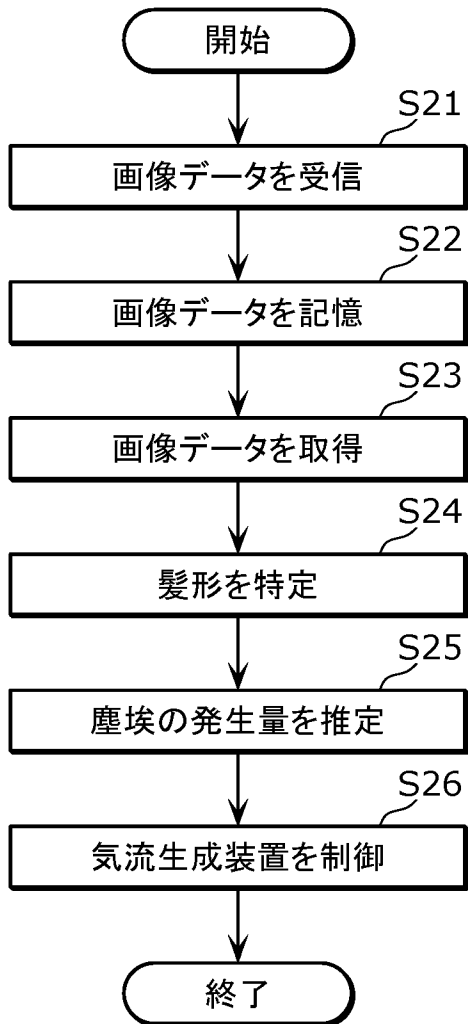 開始
S21
画像データを受信
S22
画像データを記憶
S23
画像データを取得
S24
髪形を特定
S25
塵埃の発生量を推定
S26
気流生成装置を制御
終了